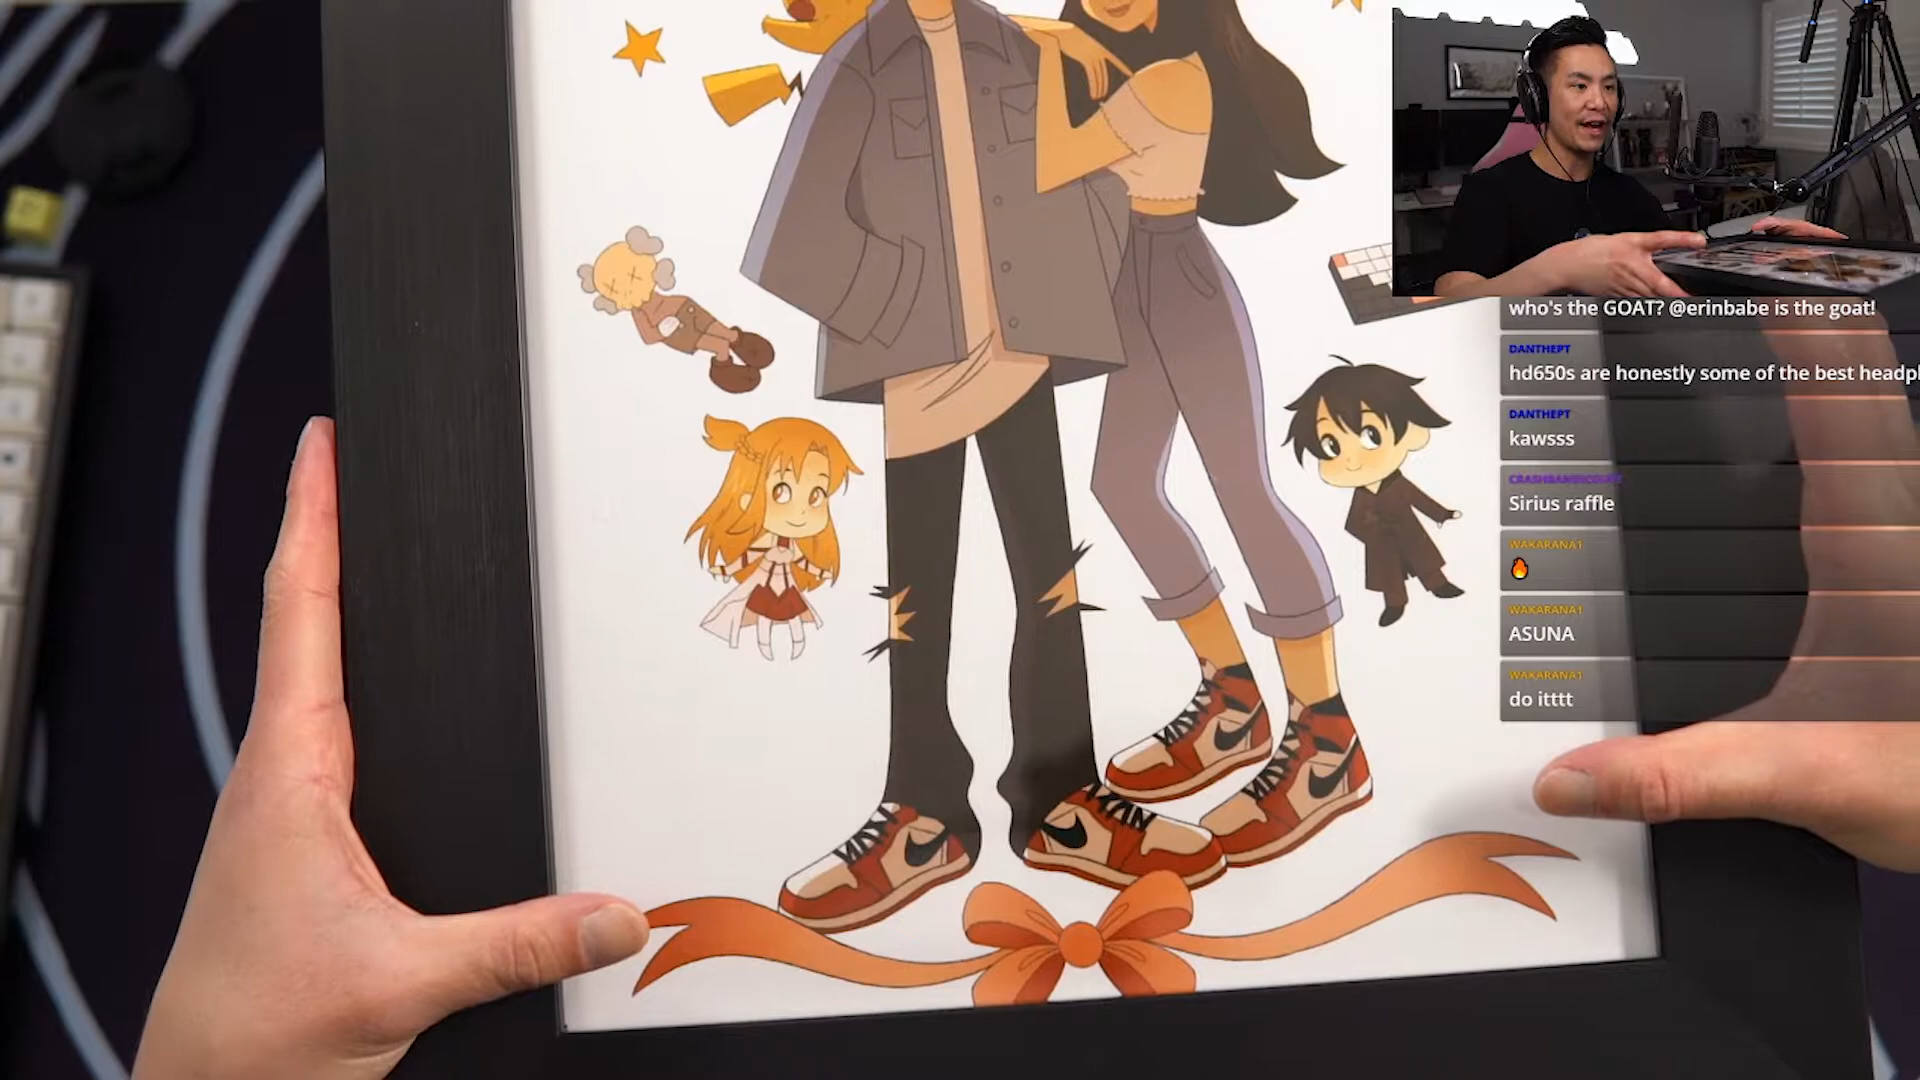 who's the GOAT? @erinbabe is the goat!
DANTHEPT
hd650s are honestly some of the best headph
DANTHEPT
kawsss
Sirius raffle
WAKARANA1
🔥
WAKARANA1
ASUNA
WAKARANA1
do itttt